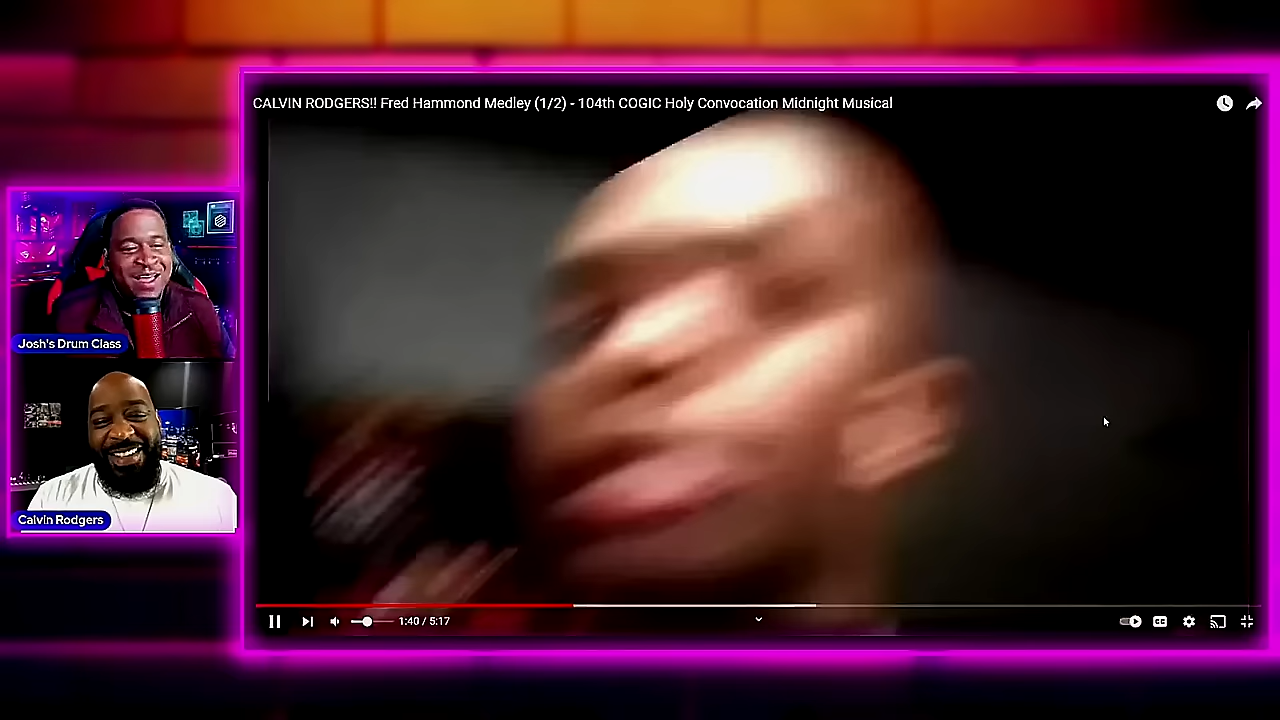 CALVIN RODGERS!! Fred Hammond Medley (1/2) - 104th COGIC Holy Convocation Midnight Musical
Josh's Drum Class
Calvin Rodgers
1:40 / 5:17
CC